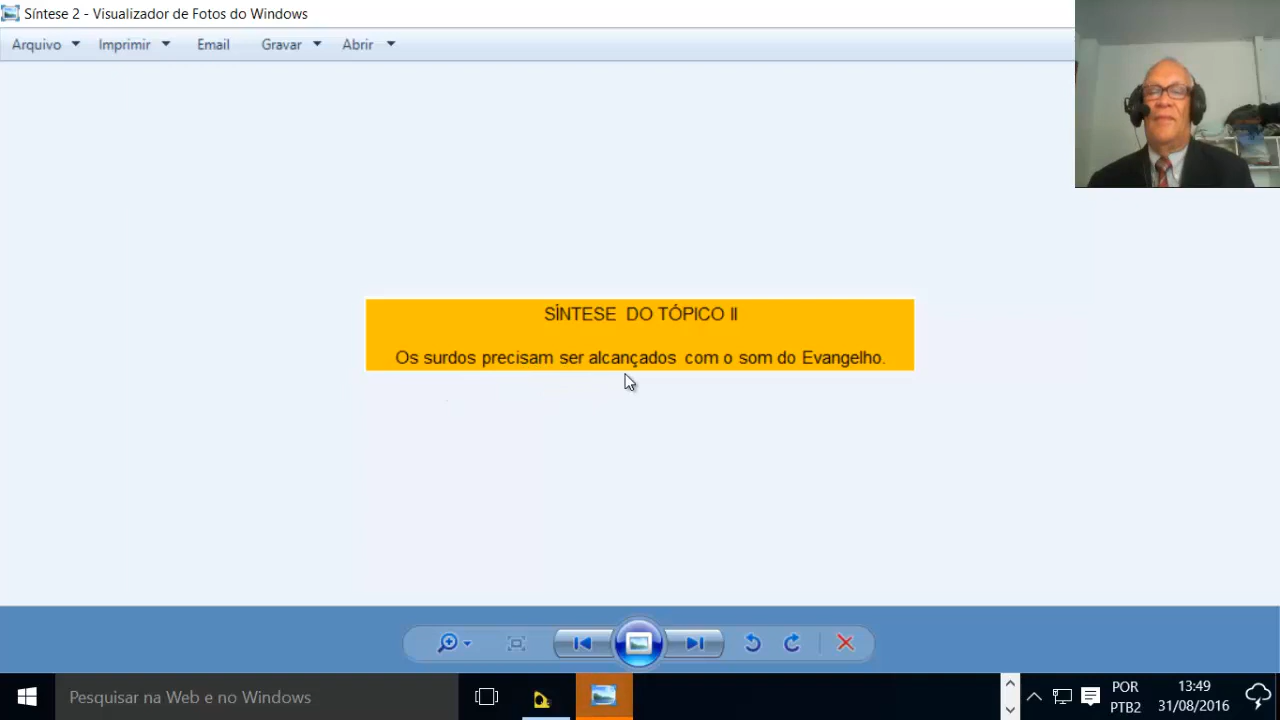 Síntese 2 - Visualizador de Fotos do Windows
Arquivo Imprimir Email Gravar Abrir
SÍNTESE DO TÓPICO II
Os surdos precisam ser alcançados com o som do Evangelho.
Pesquisar na Web e no Windows
POR
PTB2
13:49
31/08/2016